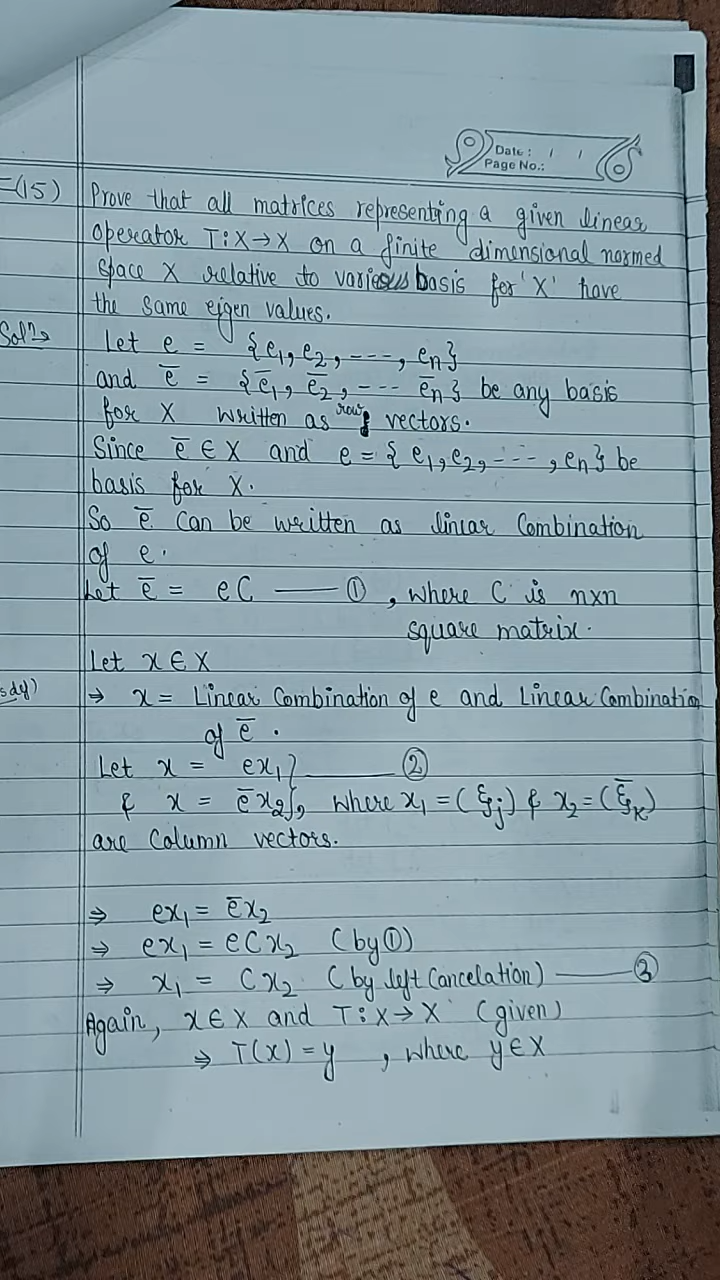 Date : / /
Page No.:
(15) Prove that all matrices representing a given linear
operator T:X→X on a finite dimensional normed
space X relative to various basis for 'X' have
the same eigen values.
Solⁿ→ Let e = {e₁, e₂, ---, eₙ}
and ē = {ē₁, ē₂, --- ēₙ} be any basis
for X written as row vectors.
Since ē ∈ X and e = {e₁, e₂, ---, eₙ} be
basis for X.
So ē can be written as linear combination
of e.
Let ē = eC —— ① , where C is nxn
square matrix.
Let x ∈ X
sdy) → x = Linear Combination of e and Linear Combination
of ē .
Let x = ex₁} —— ②
& x = ēx₂}, where x₁ = (ξⱼ) & x₂ = (ξ̄ₖ)
are Column vectors.
⇒ ex₁ = ēx₂
⇒ ex₁ = eCx₂ (by①)
⇒ x₁ = Cx₂ (by left Cancelation) —— ③
Again, x ∈ X and T:X→X (given)
⇒ T(x) = y , where y ∈ X